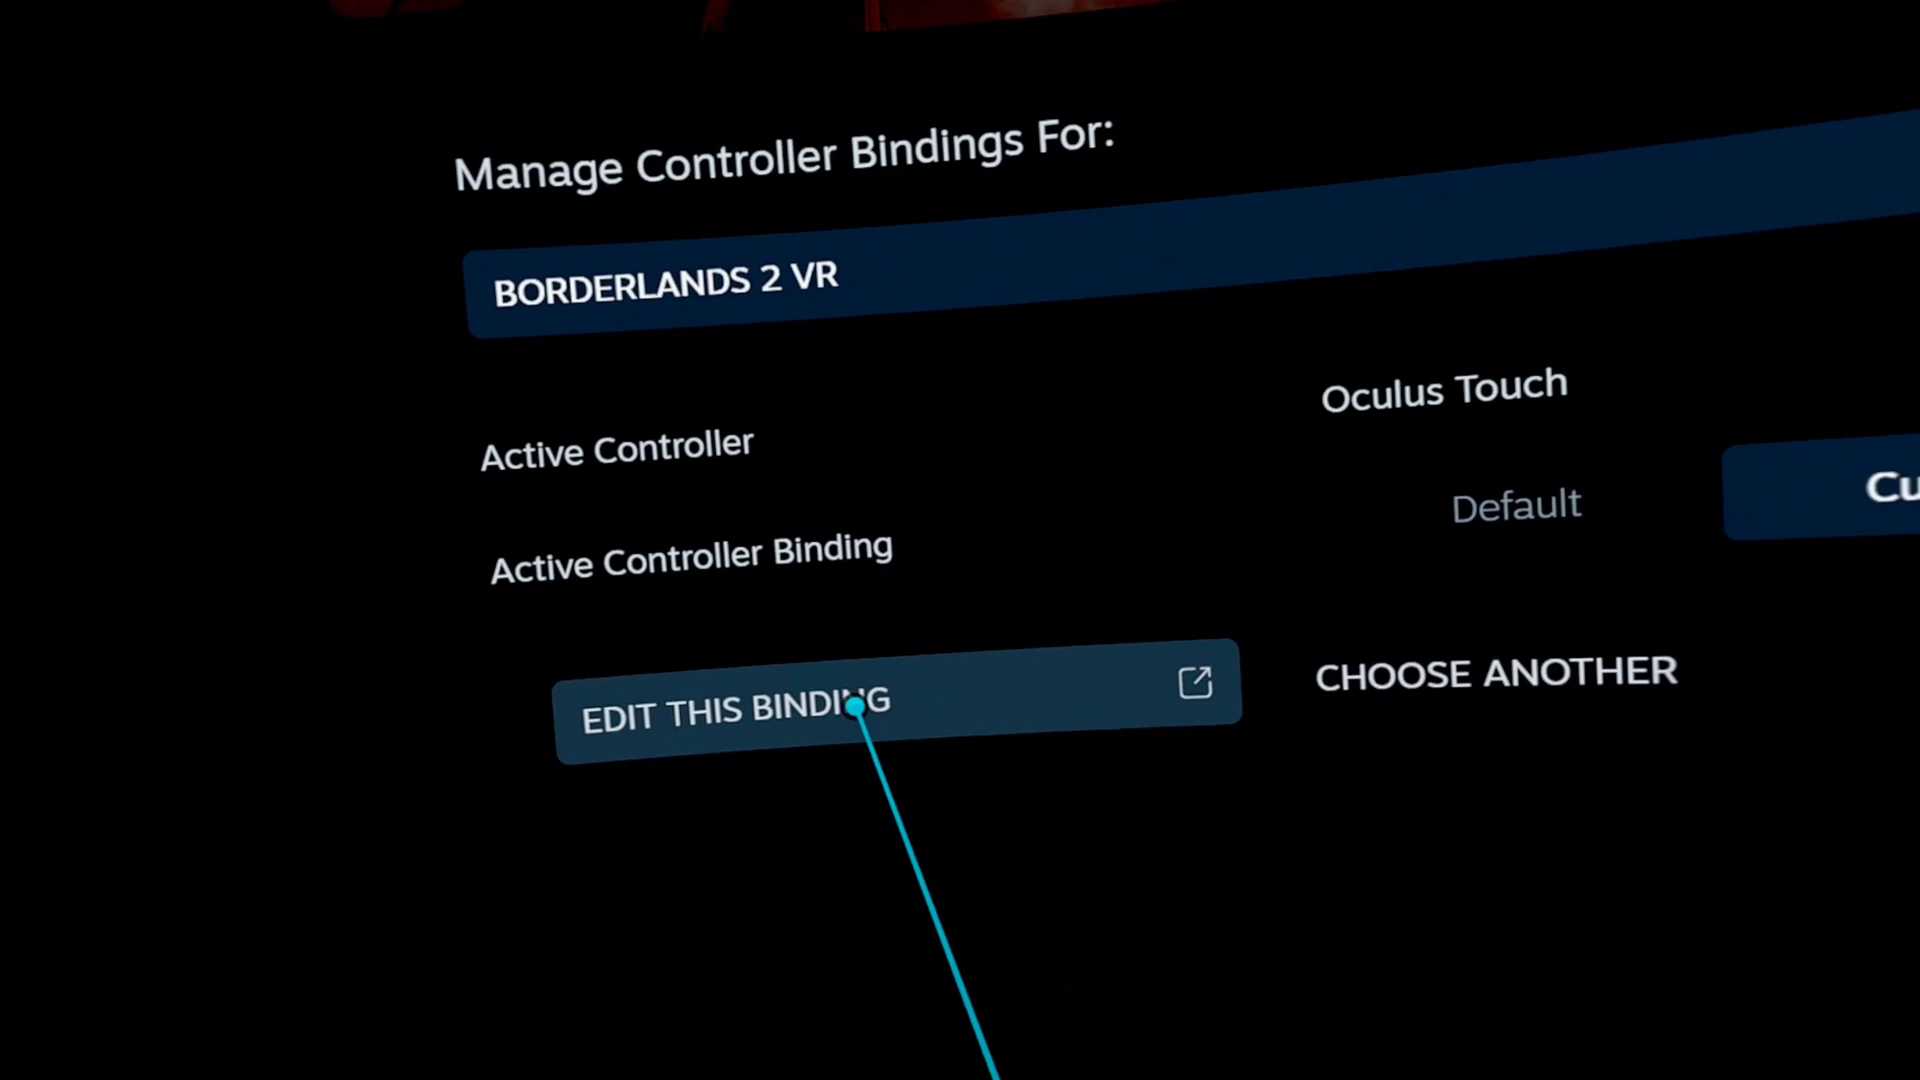 Manage Controller Bindings For:
BORDERLANDS 2 VR
Active Controller
Oculus Touch
Active Controller Binding
Default
Cu
EDIT THIS BINDING
CHOOSE ANOTHER